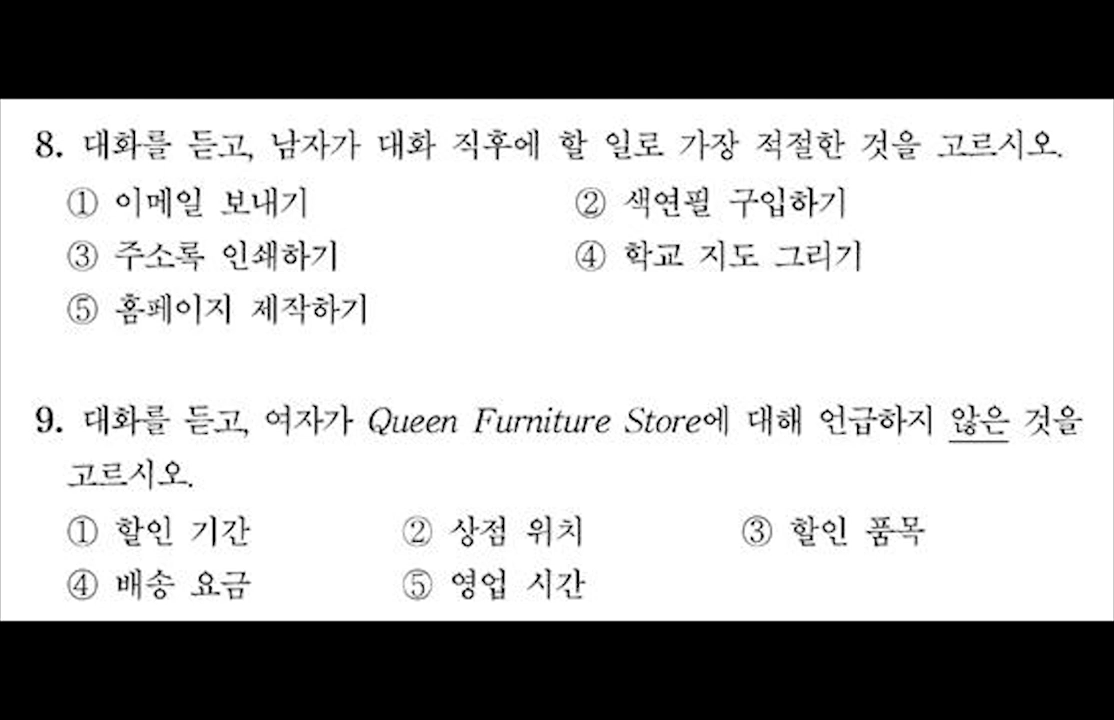 8. 대화를 듣고, 남자가 대화 직후에 할 일로 가장 적절한 것을 고르시오.
① 이메일 보내기 ② 색연필 구입하기
③ 주소록 인쇄하기 ④ 학교 지도 그리기
⑤ 홈페이지 제작하기
9. 대화를 듣고, 여자가 Queen Furniture Store에 대해 언급하지 않은 것을
고르시오.
① 할인 기간 ② 상점 위치 ③ 할인 품목
④ 배송 요금 ⑤ 영업 시간